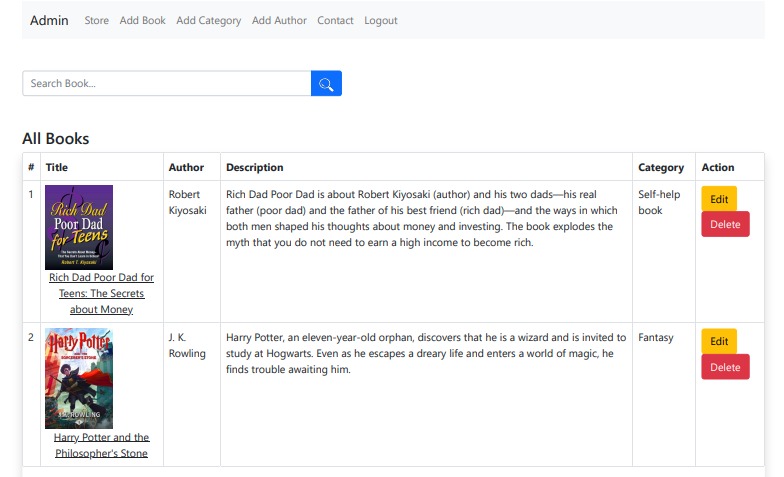 Admin Store Add Book Add Category Add Author Contact Logout
Search Book...
All Books
# Title Author Description Category Action
1
Rich Dad
Poor Dad
for Teens
Robert T. Kiyosaki
Rich Dad Poor Dad for
Teens: The Secrets
about Money
Robert
Kiyosaki
Rich Dad Poor Dad is about Robert Kiyosaki (author) and his two dads—his real
father (poor dad) and the father of his best friend (rich dad)—and the ways in which
both men shaped his thoughts about money and investing. The book explodes the
myth that you do not need to earn a high income to become rich.
Self-help
book
Edit
Delete
2
Harry Potter
J.K. ROWLING
Harry Potter and the
Philosopher's Stone
J. K.
Rowling
Harry Potter, an eleven-year-old orphan, discovers that he is a wizard and is invited to
study at Hogwarts. Even as he escapes a dreary life and enters a world of magic, he
finds trouble awaiting him.
Fantasy
Edit
Delete